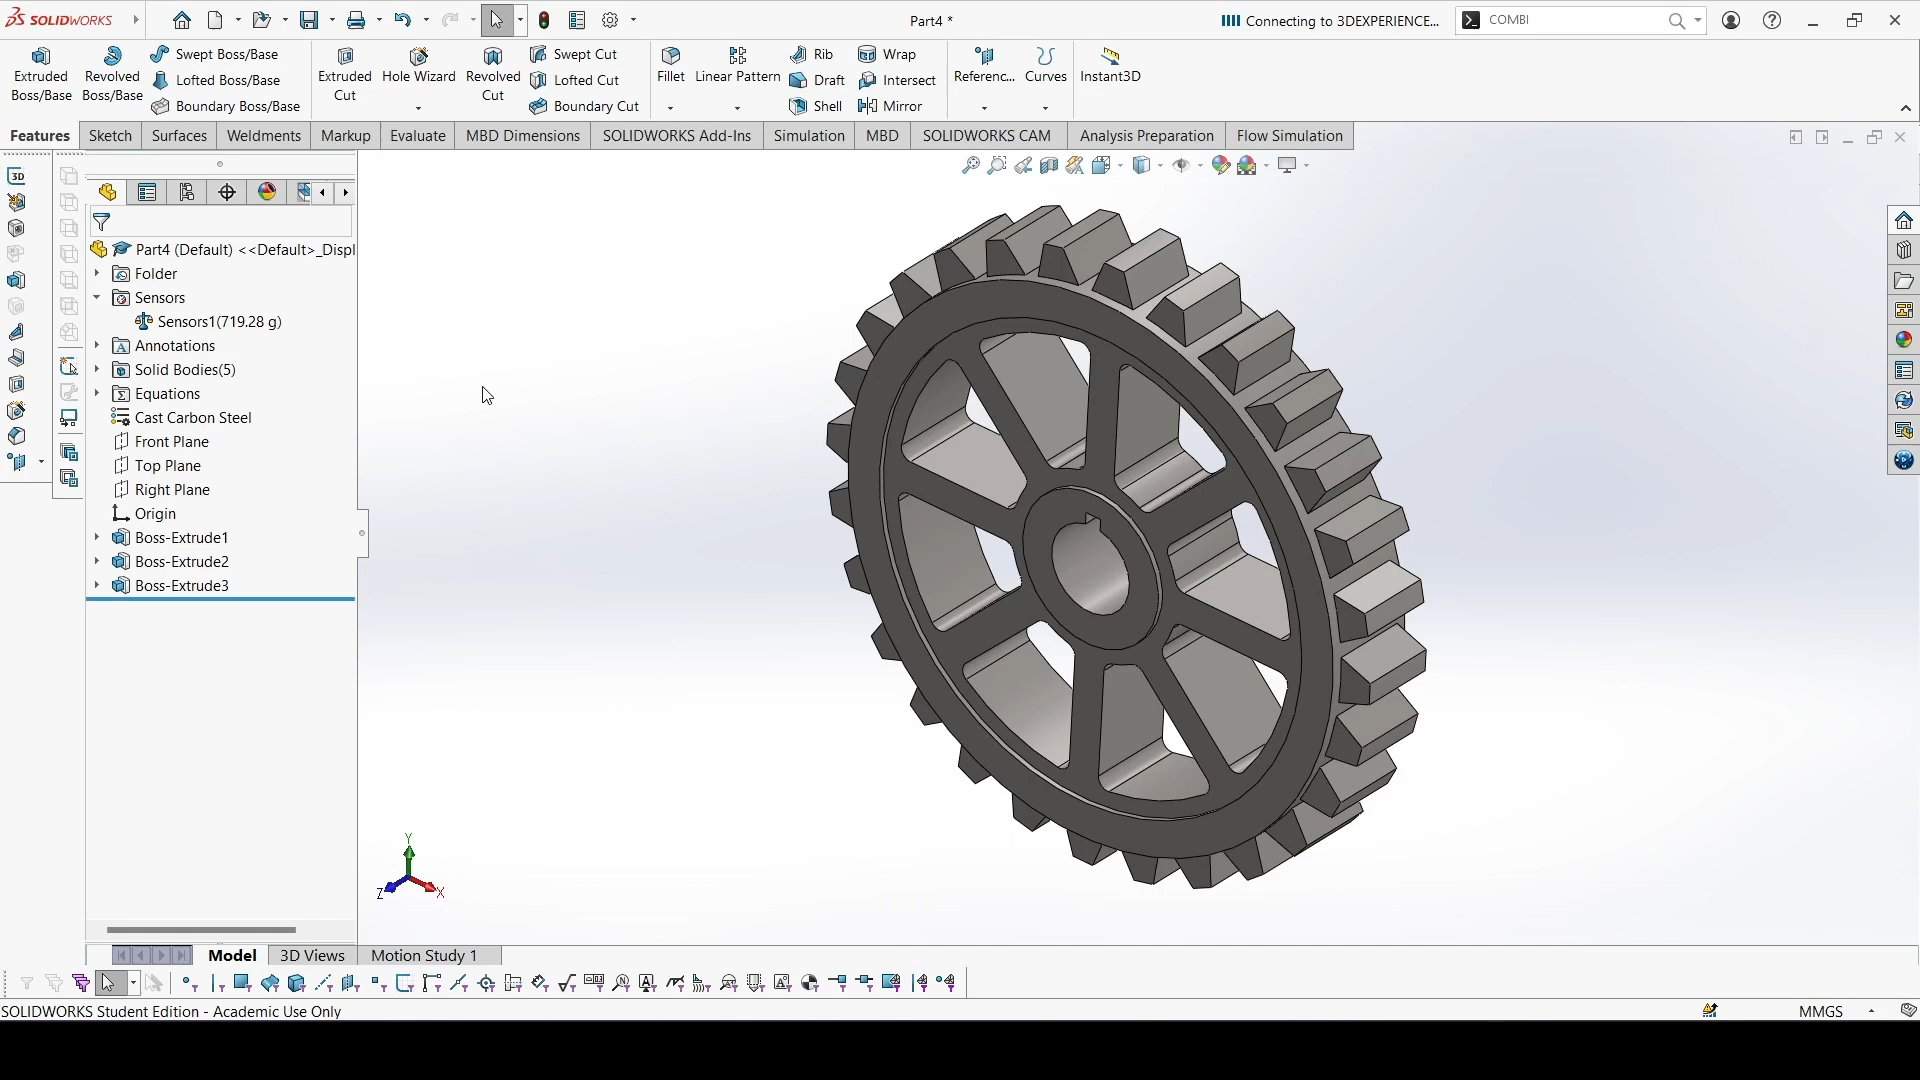 SOLIDWORKS
Part4 *
Connecting to 3DEXPERIENCE...
COMBI
Extruded Boss/Base
Revolved Boss/Base
Swept Boss/Base
Lofted Boss/Base
Boundary Boss/Base
Extruded Cut
Hole Wizard
Revolved Cut
Swept Cut
Lofted Cut
Boundary Cut
Fillet
Linear Pattern
Rib
Draft
Shell
Wrap
Intersect
Mirror
Referenc...
Curves
Instant3D
Features
Sketch
Surfaces
Weldments
Markup
Evaluate
MBD Dimensions
SOLIDWORKS Add-Ins
Simulation
MBD
SOLIDWORKS CAM
Analysis Preparation
Flow Simulation
3D
Part4 (Default) <<Default>_Displ
Folder
Sensors
Sensors1(719.28 g)
Annotations
Solid Bodies(5)
Equations
Cast Carbon Steel
Front Plane
Top Plane
Right Plane
Origin
Boss-Extrude1
Boss-Extrude2
Boss-Extrude3
Y
Z
X
Model
3D Views
Motion Study 1
SOLIDWORKS Student Edition - Academic Use Only
MMGS